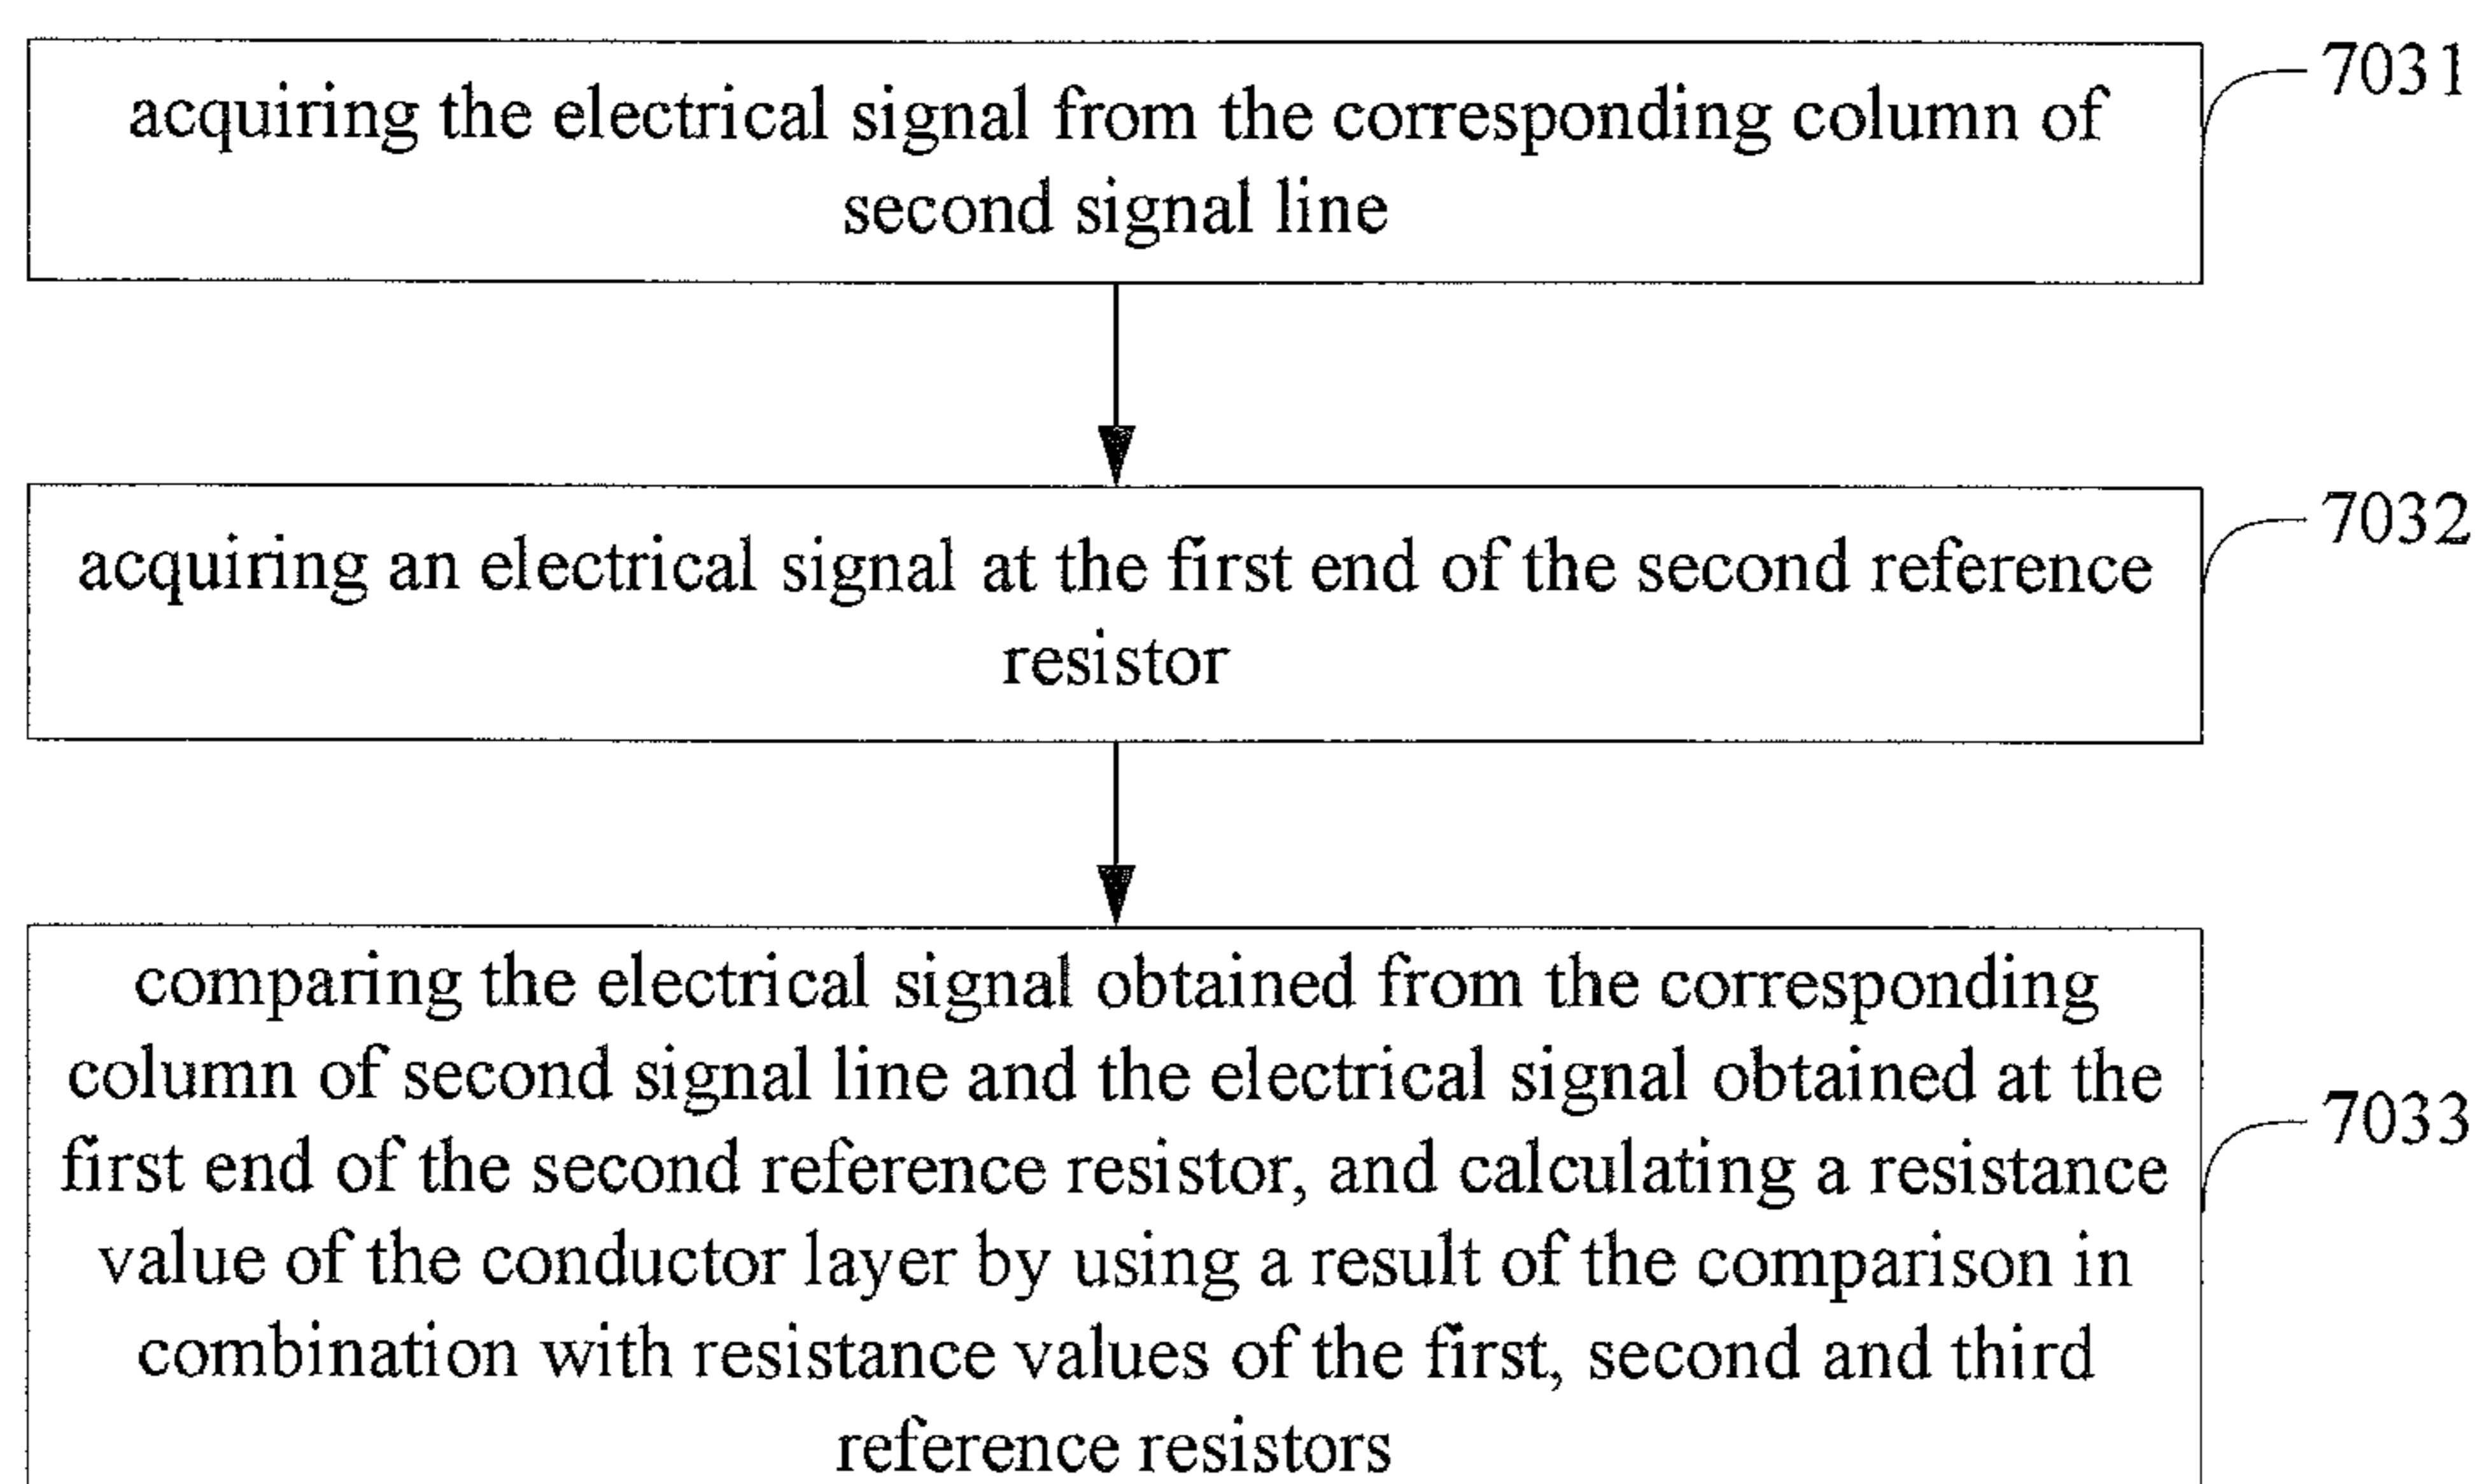 acquiring the electrical signal from the corresponding column of
second signal line
7031
acquiring an electrical signal at the first end of the second reference
resistor
7032
comparing the electrical signal obtained from the corresponding
column of second signal line and the electrical signal obtained at the
first end of the second reference resistor, and calculating a resistance
value of the conductor layer by using a result of the comparison in
combination with resistance values of the first, second and third
reference resistors
7033